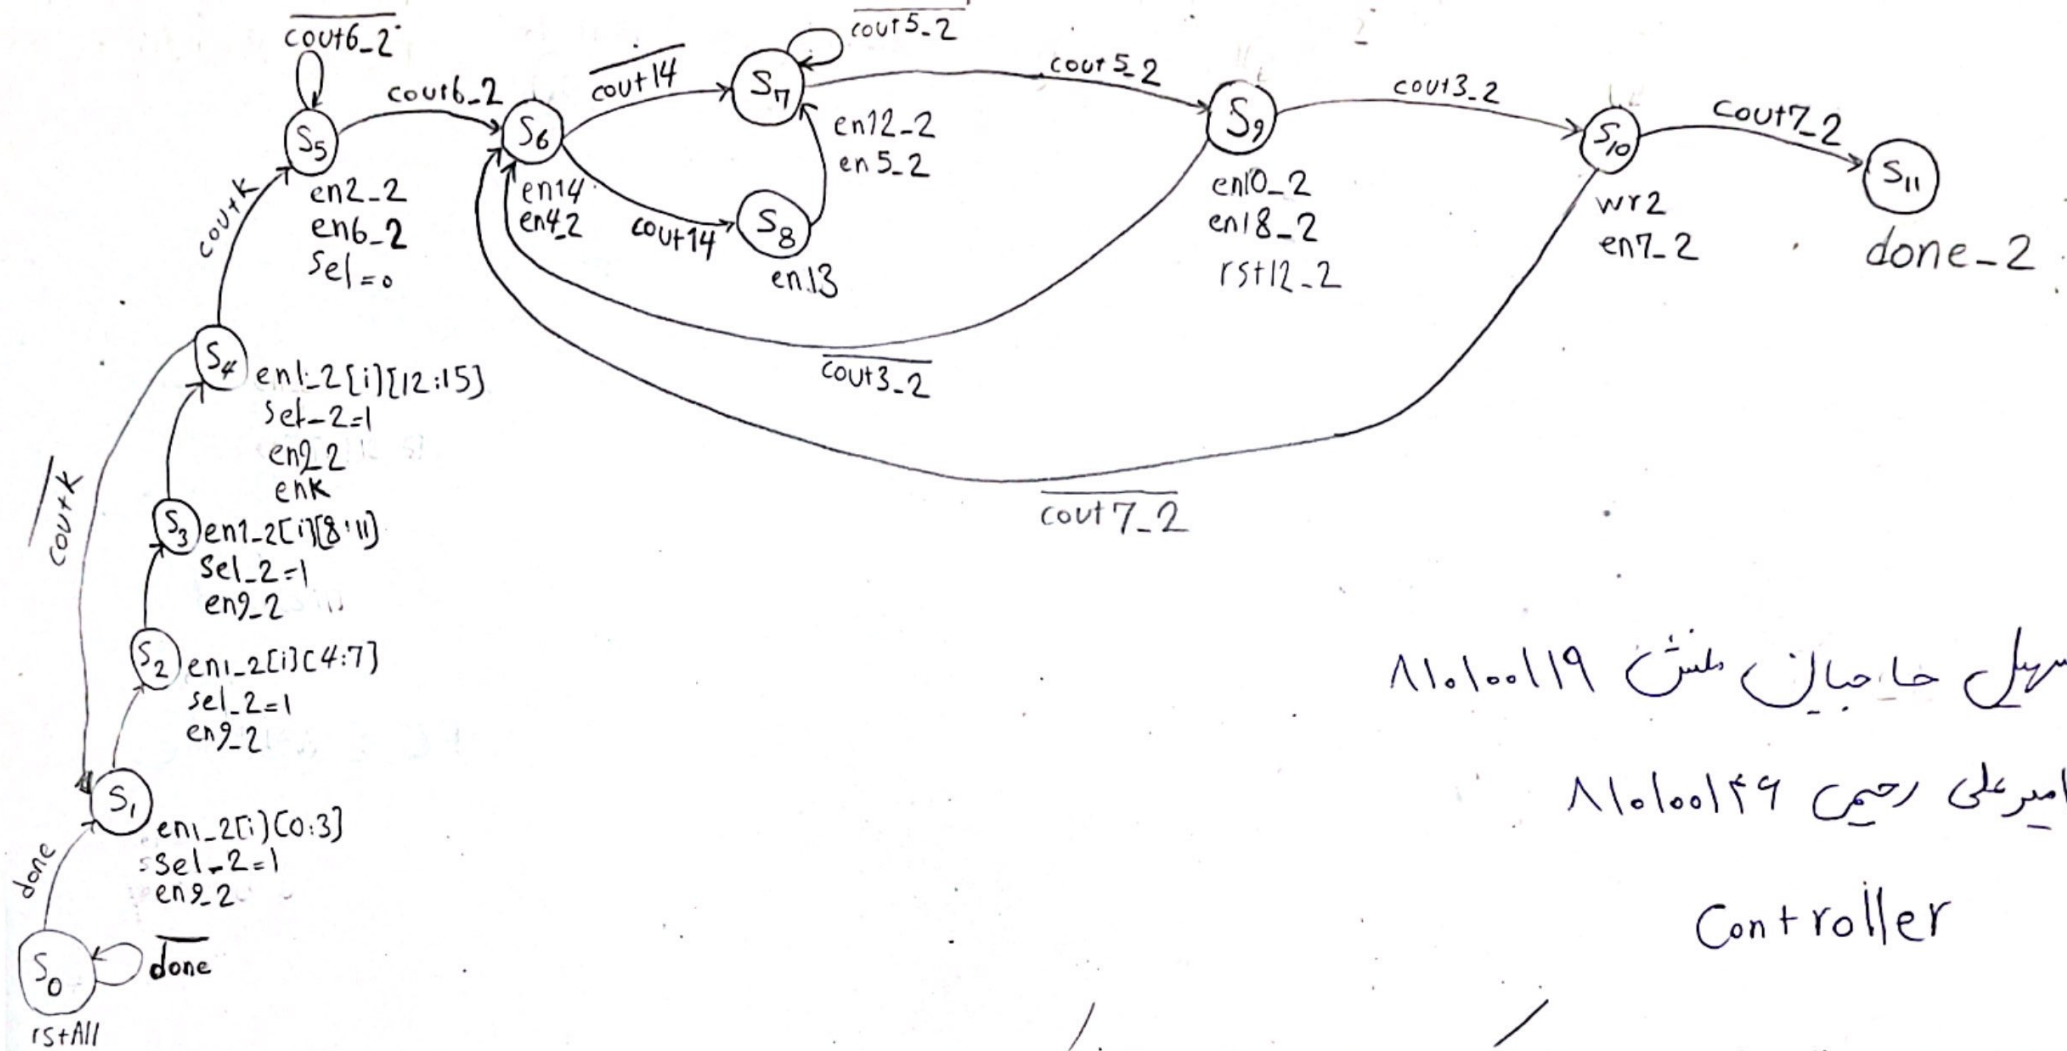 cout6_2
cout6_2
S5
en2_2
en6_2
sel=0
cout14
S6
en14
en4_2
cout14
S8
en13
cout5_2
S7
en12_2
en5_2
cout5_2
S9
en10_2
en18_2
rst12_2
cout3_2
S10
wr2
en7_2
cout7_2
S11
done_2
cout3_2
cout7_2
coutk
S4
en1_2[i][12:15]
sel_2=1
en9_2
enk
coutk
S3
en1_2[i][8:11]
sel_2=1
en9_2
S2
en1_2[i][4:7]
sel_2=1
en9_2
S1
en1_2[i][0:3]
sel_2=1
en9_2
done
S0
done
rstAll
سهیل حاجیان منش ۸۱۰۱۰۰۱۱۹
امیرعلی رحیمی ۸۱۰۱۰۰۱۴۶
Controller